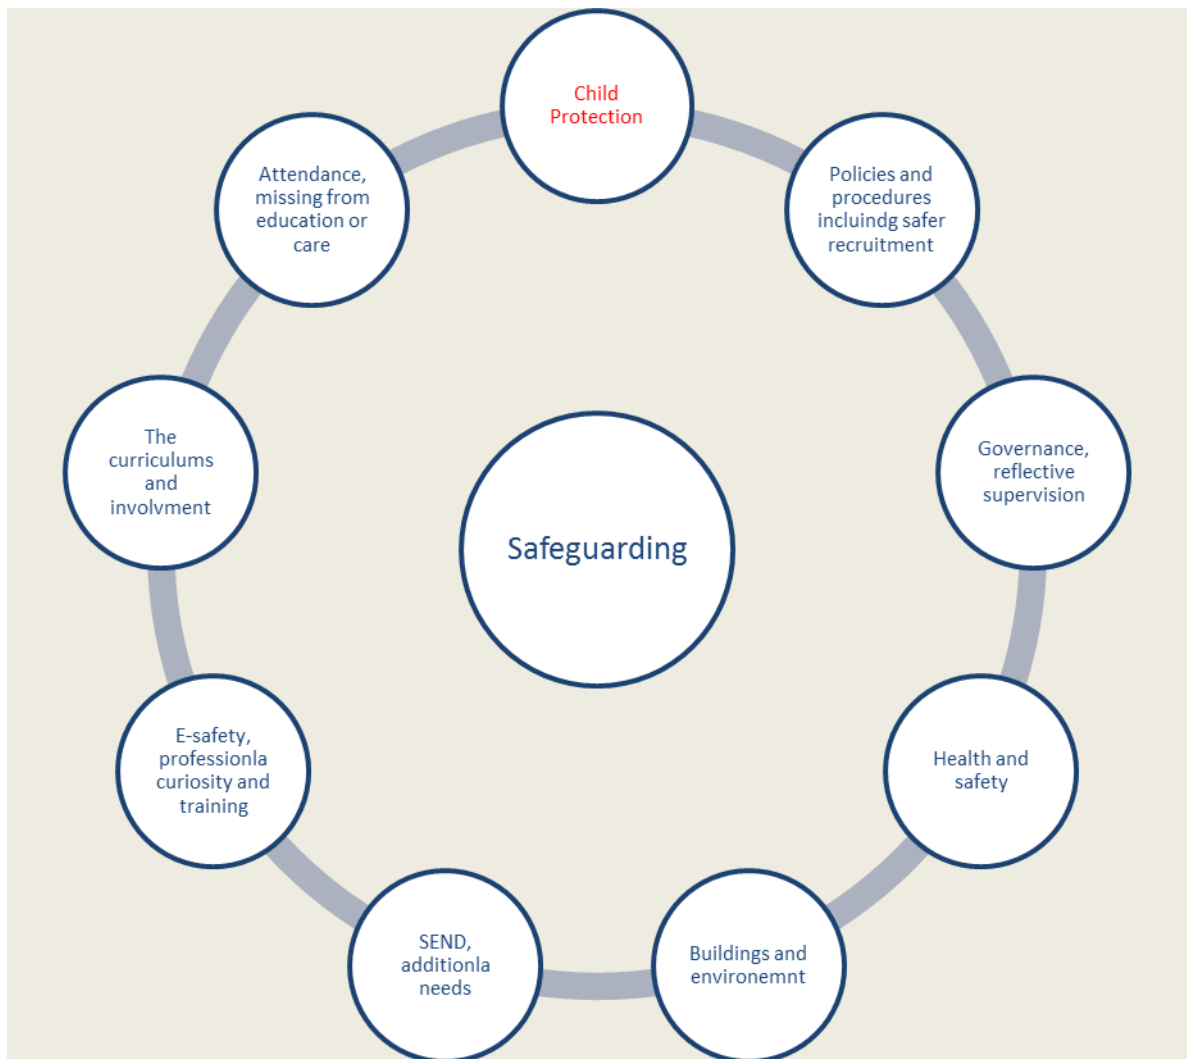 Child
Protection
Policies and
procedures
incluindg safer
recruitment
Governance,
reflective
supervision
Health and
safety
Buildings and
environemnt
SEND,
additionla
needs
E-safety,
professionla
curiosity and
training
The
curriculums
and
involvment
Attendance,
missing from
education or
care
Safeguarding